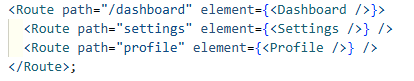 <Route path="/dashboard" element={<Dashboard />}>
  <Route path="settings" element={<Settings />} />
  <Route path="profile" element={<Profile />} />
</Route>;